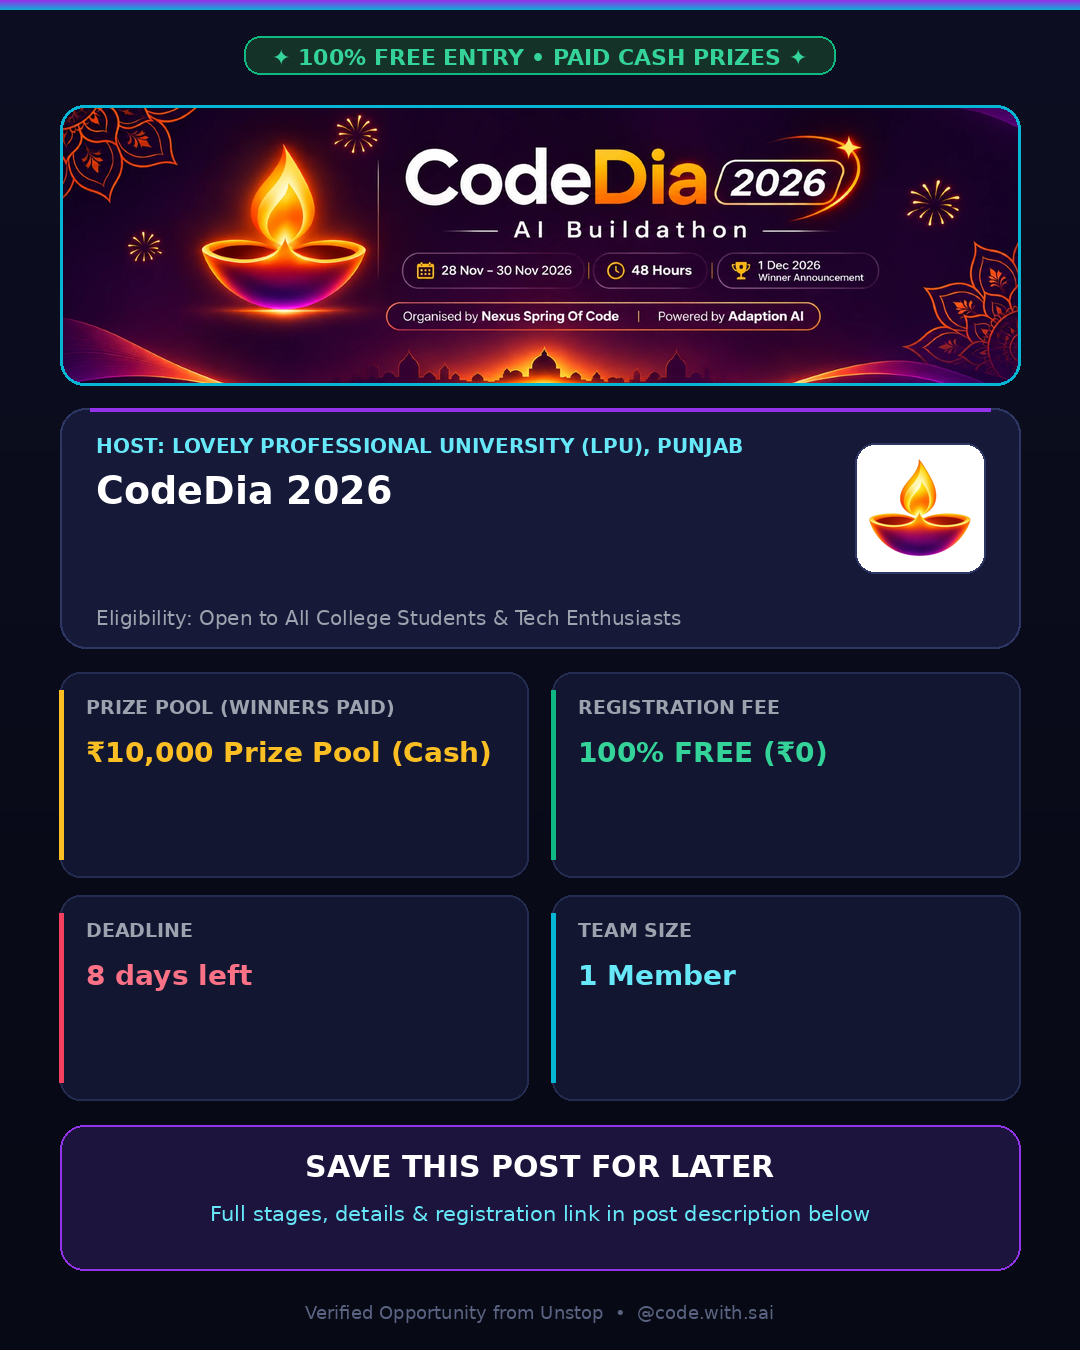 ✦ 100% FREE ENTRY • PAID CASH PRIZES ✦
CodeDia 2026
AI Buildathon
28 Nov – 30 Nov 2026
48 Hours
1 Dec 2026
Winner Announcement
Organised by Nexus Spring Of Code | Powered by Adaption AI
HOST: LOVELY PROFESSIONAL UNIVERSITY (LPU), PUNJAB
CodeDia 2026
Eligibility: Open to All College Students & Tech Enthusiasts
PRIZE POOL (WINNERS PAID)
₹10,000 Prize Pool (Cash)
REGISTRATION FEE
100% FREE (₹0)
DEADLINE
8 days left
TEAM SIZE
1 Member
SAVE THIS POST FOR LATER
Full stages, details & registration link in post description below
Verified Opportunity from Unstop • @code.with.sai